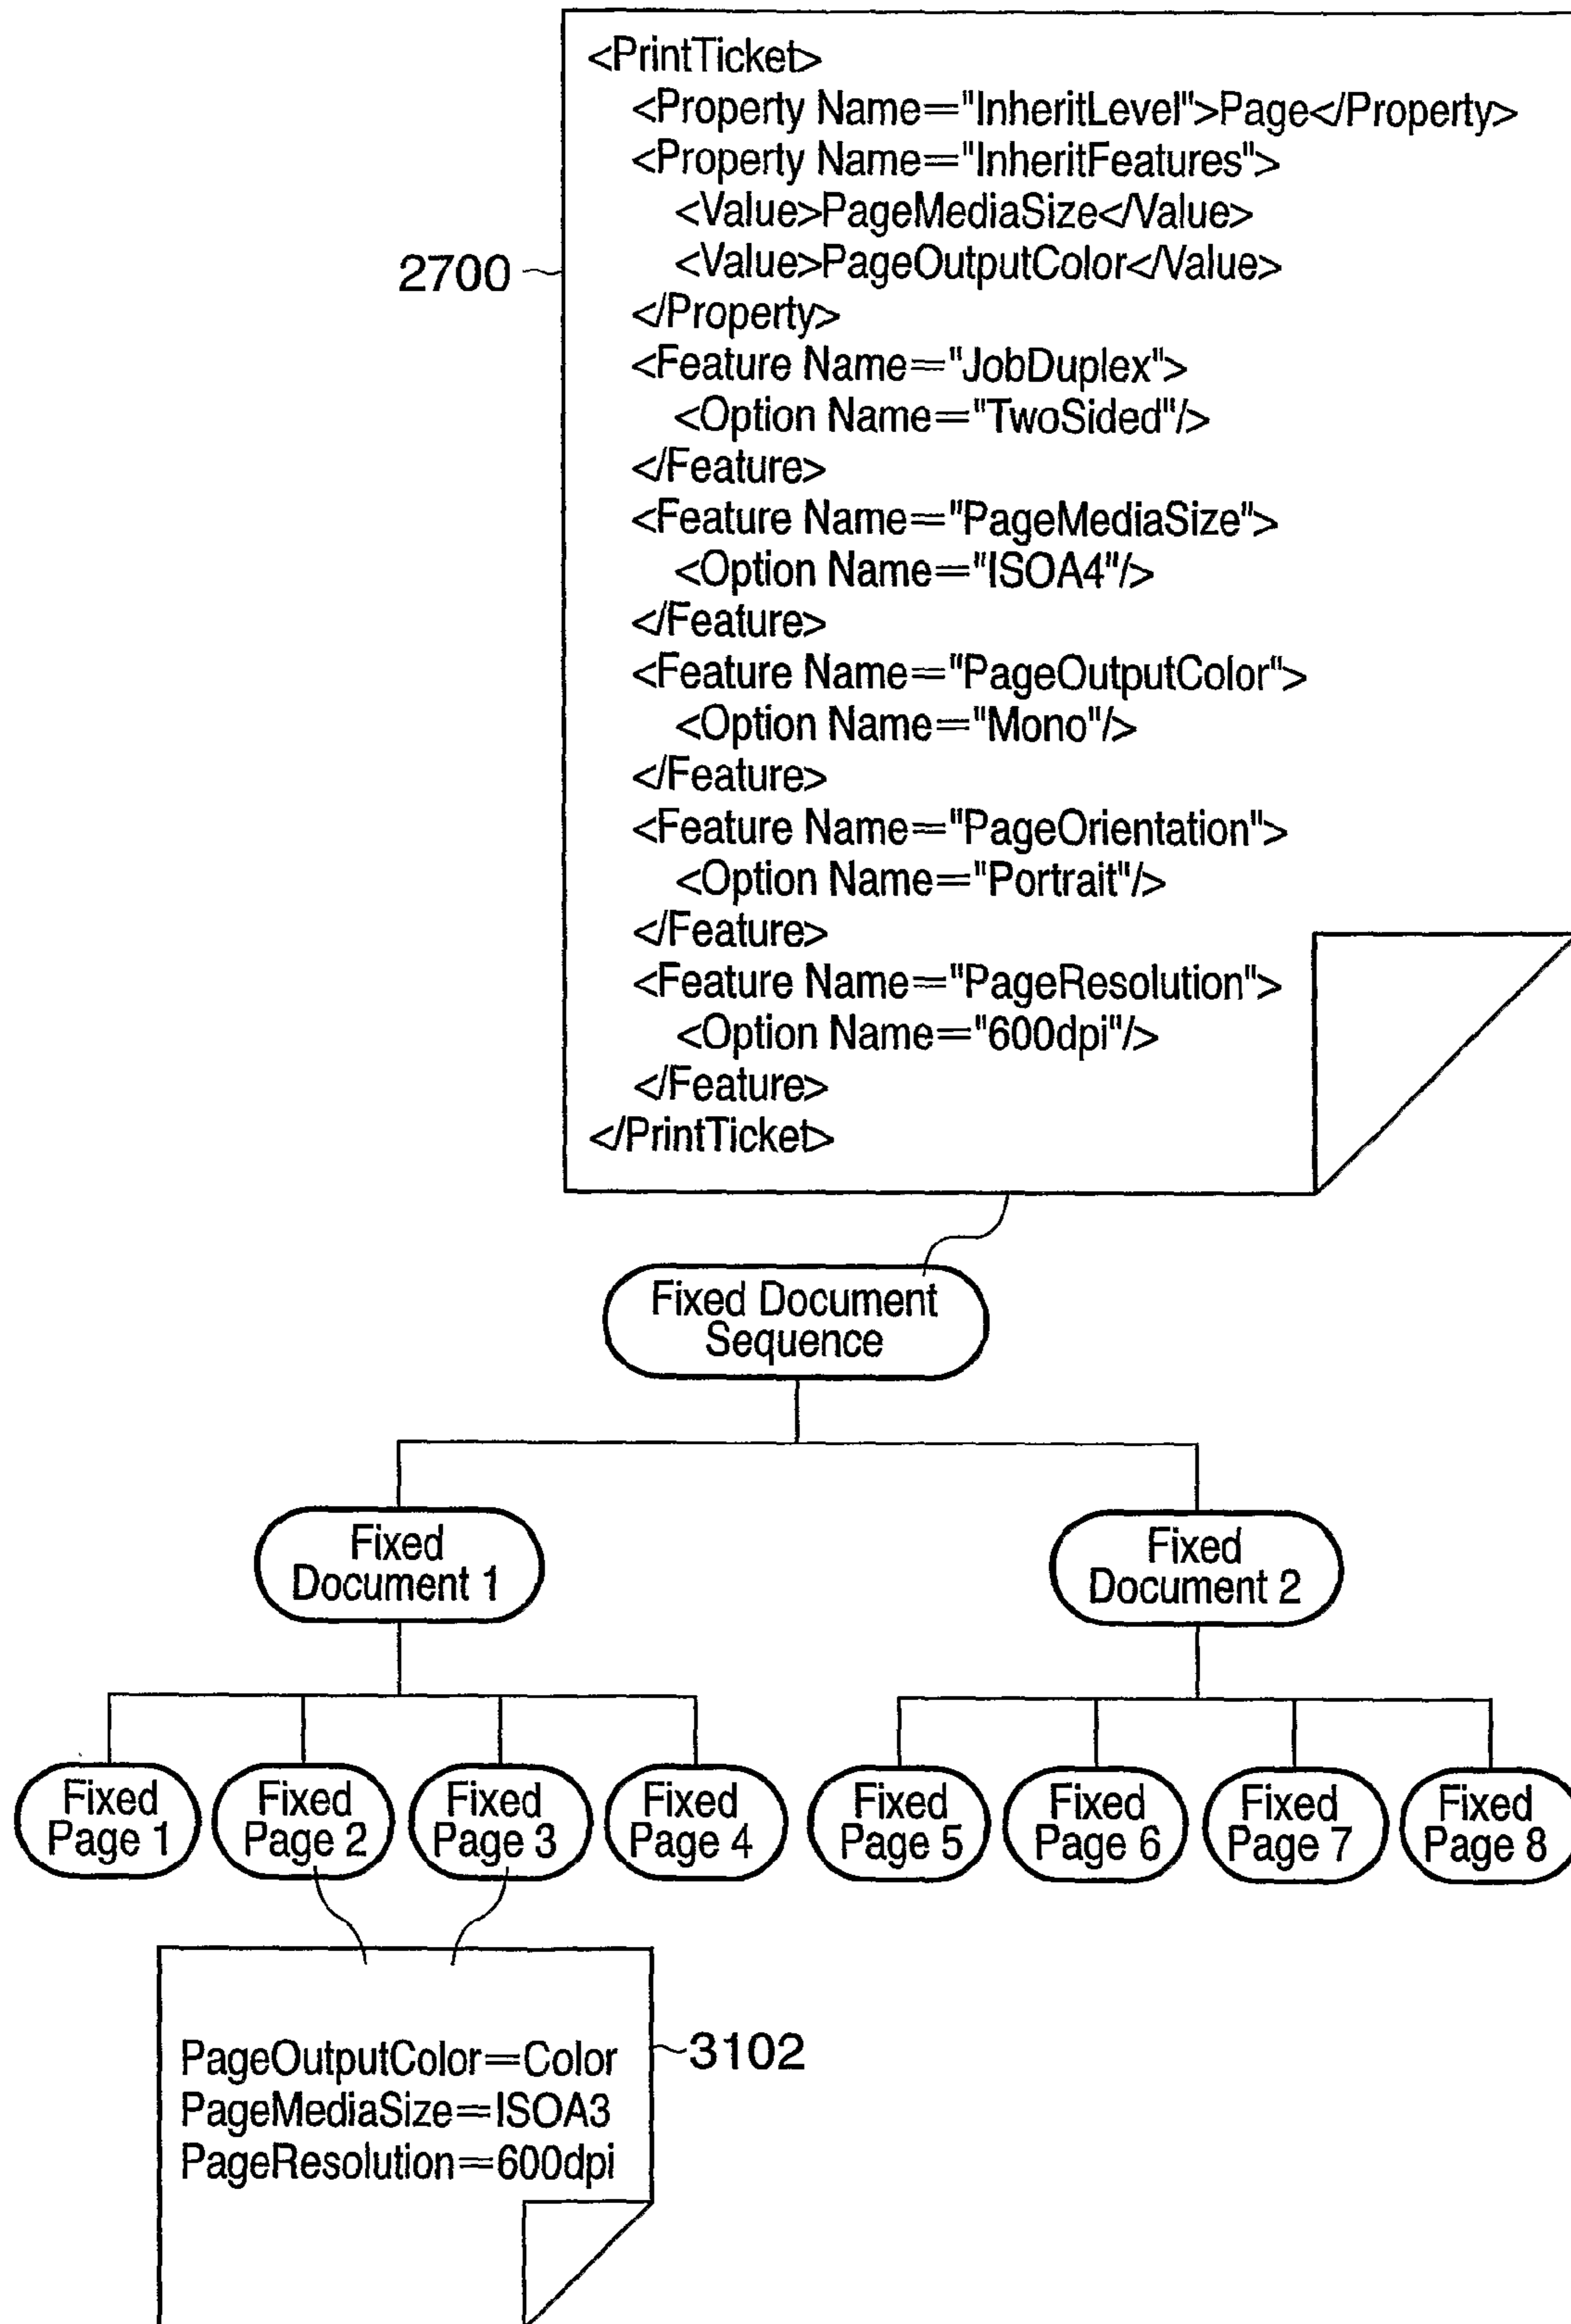 <PrintTicket>
<Property Name="InheritLevel">Page</Property>
<Property Name="InheritFeatures">
<Value>PageMediaSize</Value>
<Value>PageOutputColor</Value>
</Property>
<Feature Name="JobDuplex">
<Option Name="TwoSided"/>
</Feature>
<Feature Name="PageMediaSize">
<Option Name="ISOA4"/>
</Feature>
<Feature Name="PageOutputColor">
<Option Name="Mono"/>
</Feature>
<Feature Name="PageOrientation">
<Option Name="Portrait"/>
</Feature>
<Feature Name="PageResolution">
<Option Name="600dpi"/>
</Feature>
</PrintTicket>
2700
Fixed Document
Sequence
Fixed
Document 1
Fixed
Document 2
Fixed
Page 1
Fixed
Page 2
Fixed
Page 3
Fixed
Page 4
Fixed
Page 5
Fixed
Page 6
Fixed
Page 7
Fixed
Page 8
PageOutputColor=Color
PageMediaSize=ISOA3
PageResolution=600dpi
3102